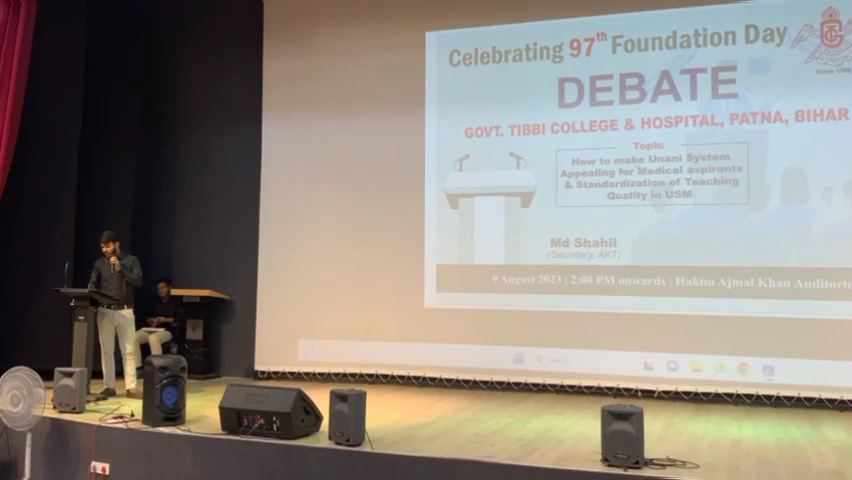 Celebrating 97th Foundation Day
DEBATE
GOVT. TIBBI COLLEGE & HOSPITAL, PATNA, BIHAR
Topic
How to make Unani System
Appealing for Medical aspirants
& Standardization of Teaching
Quality in USM
Md Shahil
(Secretary, AKT)
9 August 2023 | 2:00 PM onwards | Hakim Ajmal Khan Auditoriu
Search